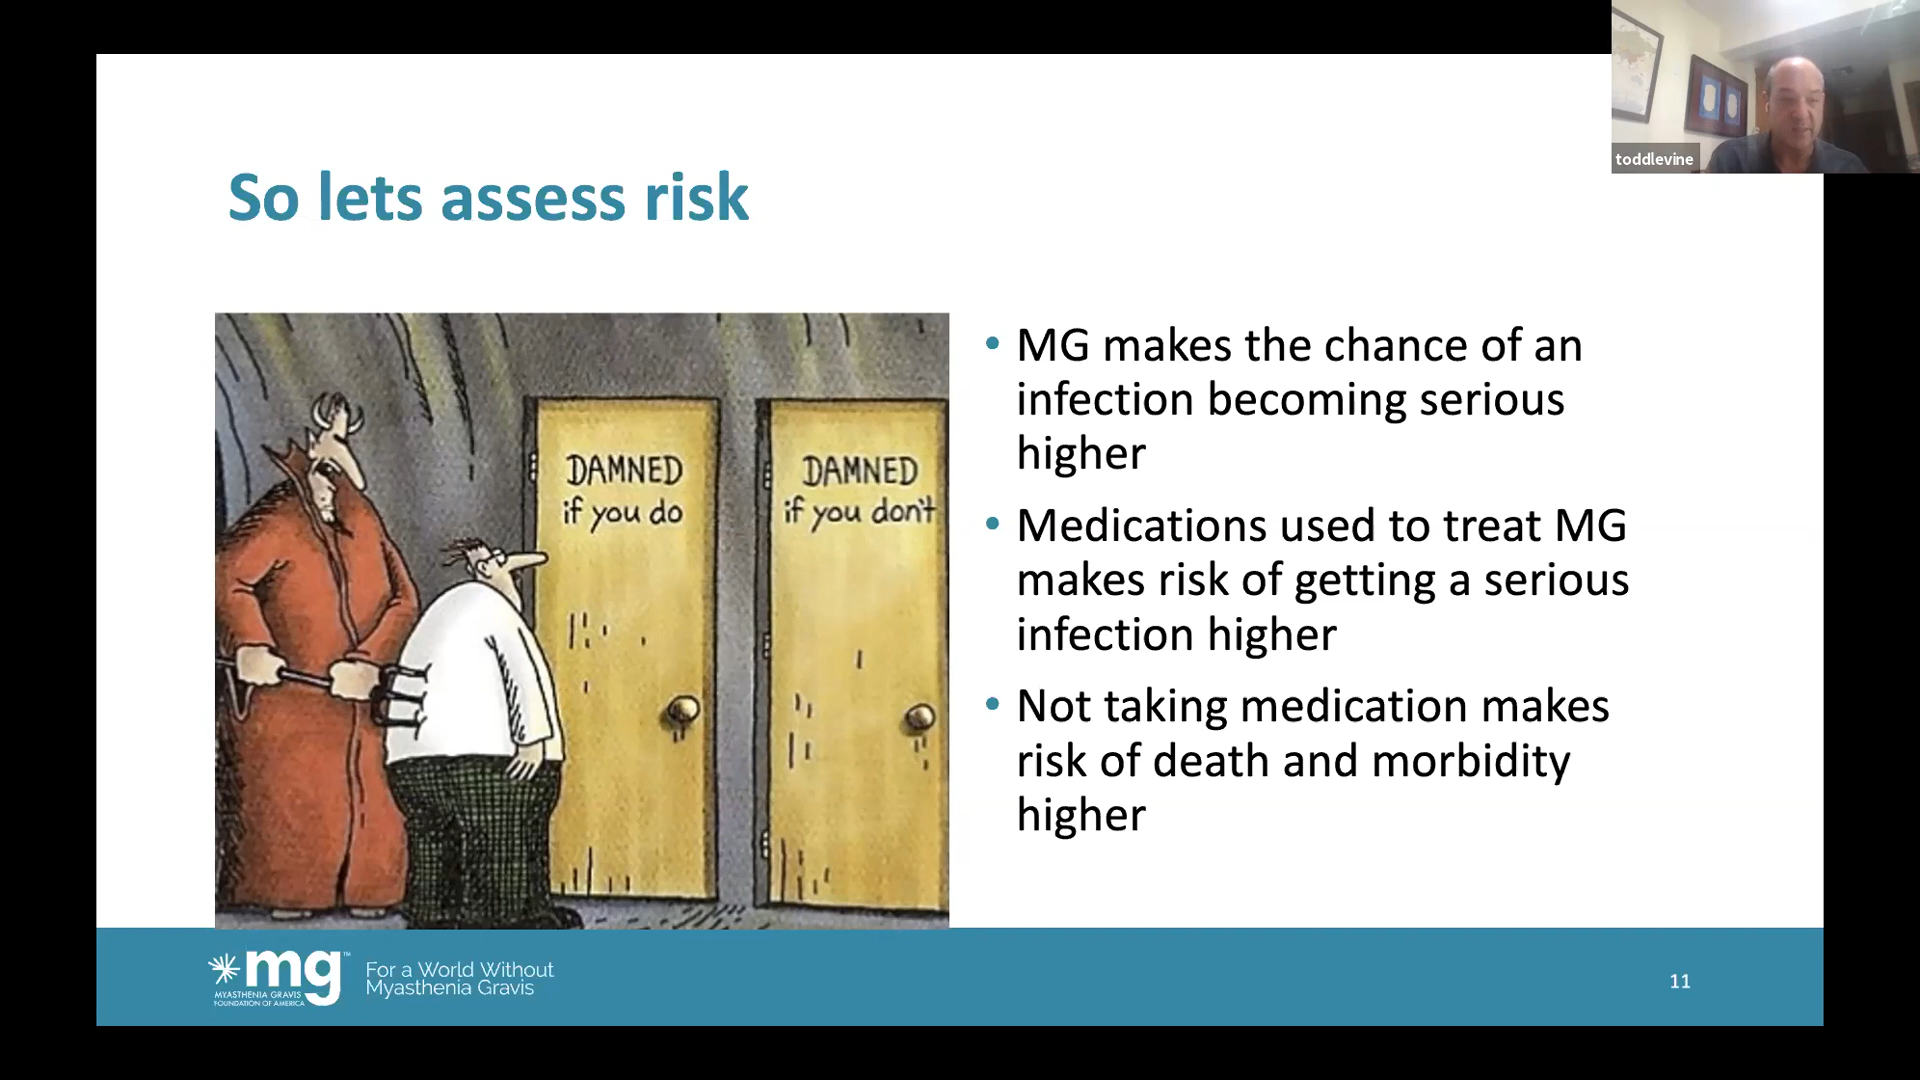 toddlevine
So lets assess risk
DAMNED
if you do
DAMNED
if you don't
• MG makes the chance of an
infection becoming serious
higher
• Medications used to treat MG
makes risk of getting a serious
infection higher
• Not taking medication makes
risk of death and morbidity
higher
mg™
MYASTHENIA GRAVIS
FOUNDATION OF AMERICA
For a World Without
Myasthenia Gravis
11